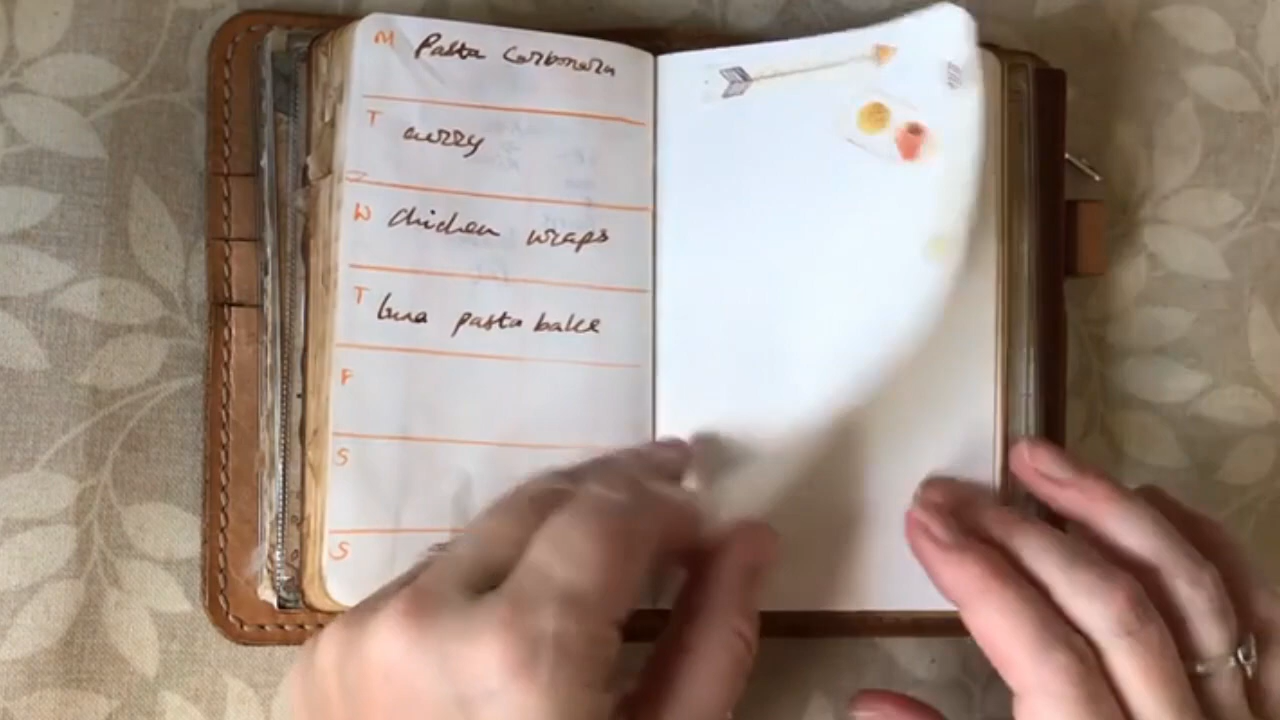 M Pasta Carbonara
T curry
W chicken wraps
T tuna pasta bake
F
S
S